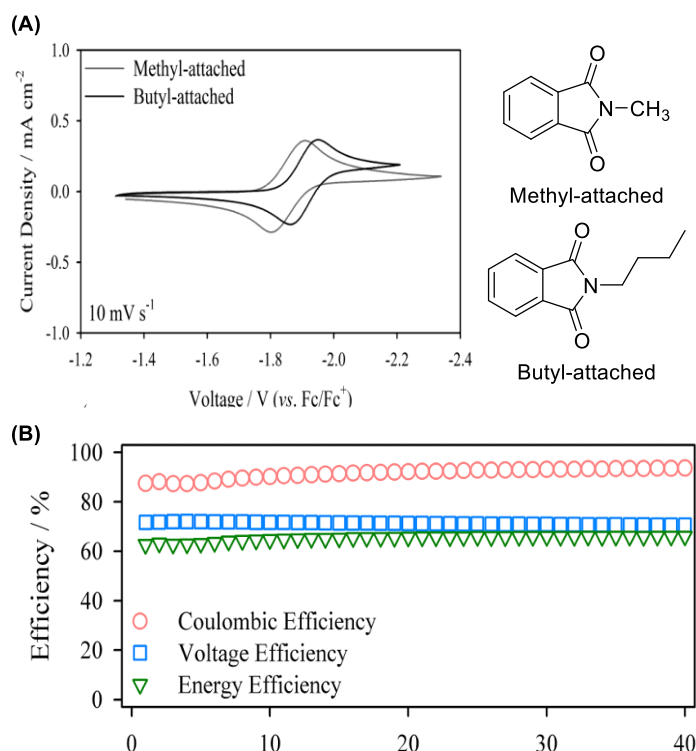 (A)
1.0
0.5
0.0
-0.5
-1.0
Current Density / mA cm⁻²
Methyl-attached
Butyl-attached
10 mV s⁻¹
-1.2
-1.4
-1.6
-1.8
-2.0
-2.2
-2.4
Voltage / V (vs. Fc/Fc⁺)
O
N
CH₃
O
Methyl-attached
O
N
O
Butyl-attached
(B)
100
80
60
40
20
0
Efficiency / %
Coulombic Efficiency
Voltage Efficiency
Energy Efficiency
0
10
20
30
40